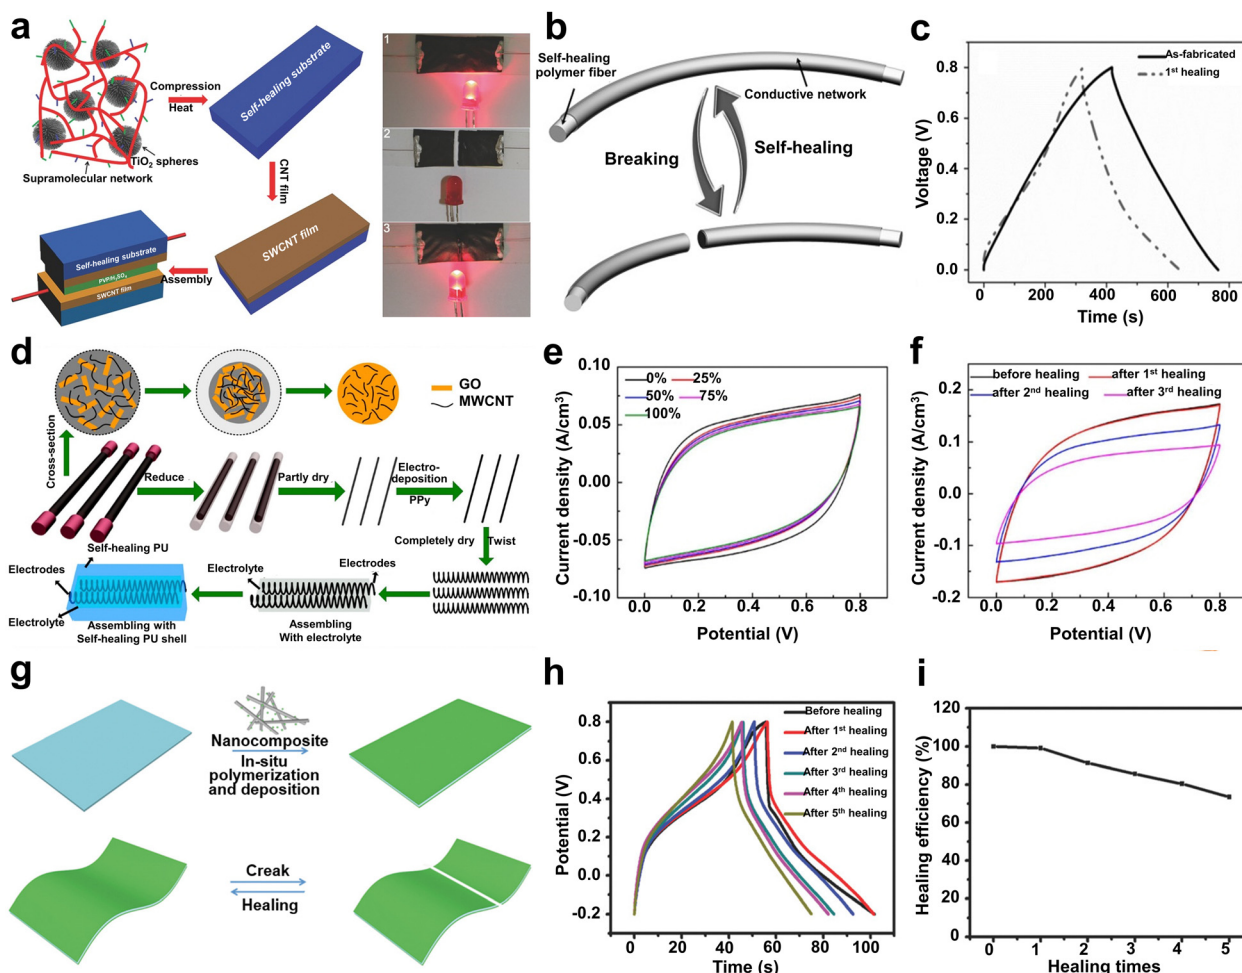 a
Compression
Heat
TiO2 spheres
Supramolecular network
Self-healing substrate
CNT film
SWCNT film
Assembly
Self-healing substrate
PVP/H2SO4
SWCNT film
1
2
3
b
Self-healing
polymer fiber
Conductive network
Breaking
Self-healing
c
As-fabricated
1st healing
Voltage (V)
0.8
0.6
0.4
0.2
0.0
0 200 400 600 800
Time (s)
d
GO
MWCNT
Cross-section
Reduce
Partly dry
Electro-
deposition
PPy
Completely dry
Twist
Self-healing PU
Electrodes
Electrolyte
Assembling with
Self-healing PU shell
Electrolyte
Electrodes
Assembling
With electrolyte
e
0% 25%
50% 75%
100%
Current density (A/cm3)
0.10
0.05
0.00
-0.05
-0.10
0.0 0.2 0.4 0.6 0.8
Potential (V)
f
before healing after 1st healing
after 2nd healing after 3rd healing
Current density (A/cm3)
0.2
0.1
0.0
-0.1
-0.2
0.0 0.2 0.4 0.6 0.8
Potential (V)
g
Nanocomposite
In-situ
polymerization
and deposition
Creak
Healing
h
Before healing
After 1st healing
After 2nd healing
After 3rd healing
After 4th healing
After 5th healing
Potential (V)
0.8
0.6
0.4
0.2
0.0
-0.2
0 20 40 60 80 100
Time (s)
i
Healing efficiency (%)
120
100
80
60
40
20
0
0 1 2 3 4 5
Healing times